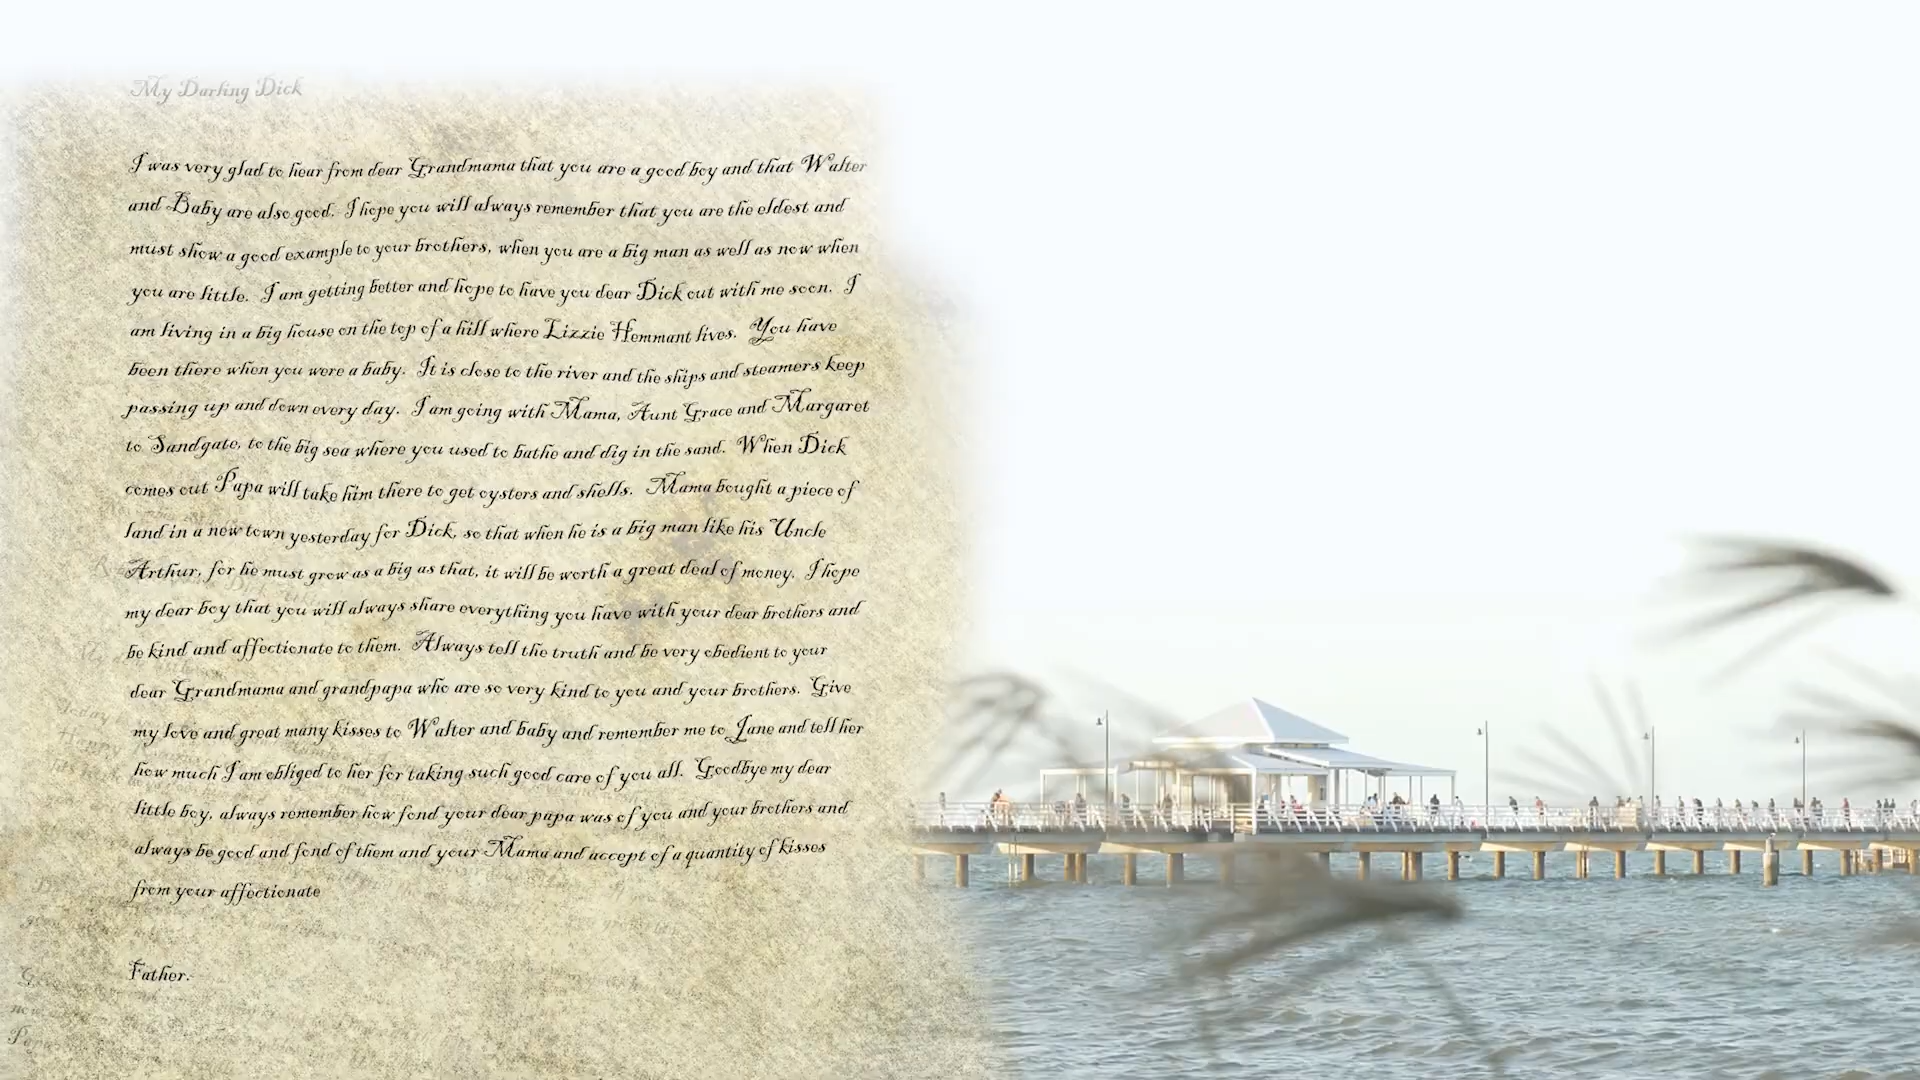 My Darling Dick
I was very glad to hear from dear Grandmama that you are a good boy and that Walter
and Baby are also good. I hope you will always remember that you are the eldest and
must show a good example to your brothers, when you are a big man as well as now when
you are little. I am getting better and hope to have you dear Dick out with me soon. I
am living in a big house on the top of a hill where Lizzie Hemmant lives. You have
been there when you were a baby. It is close to the river and the ships and steamers keep
passing up and down every day. I am going with Mama, Aunt Grace and Margaret
to Sandgate, to the big sea where you used to bathe and dig in the sand. When Dick
comes out Papa will take him there to get oysters and shells. Mama bought a piece of
land in a new town yesterday for Dick, so that when he is a big man like his Uncle
Arthur, for he must grow as a big as that, it will be worth a great deal of money. I hope
my dear boy that you will always share everything you have with your dear brothers and
be kind and affectionate to them. Always tell the truth and be very obedient to your
dear Grandmama and grandpapa who are so very kind to you and your brothers. Give
my love and great many kisses to Walter and baby and remember me to Jane and tell her
how much I am obliged to her for taking such good care of you all. Goodbye my dear
little boy, always remember how fond your dear papa was of you and your brothers and
always be good and fond of them and your Mama and accept of a quantity of kisses
from your affectionate
Father.